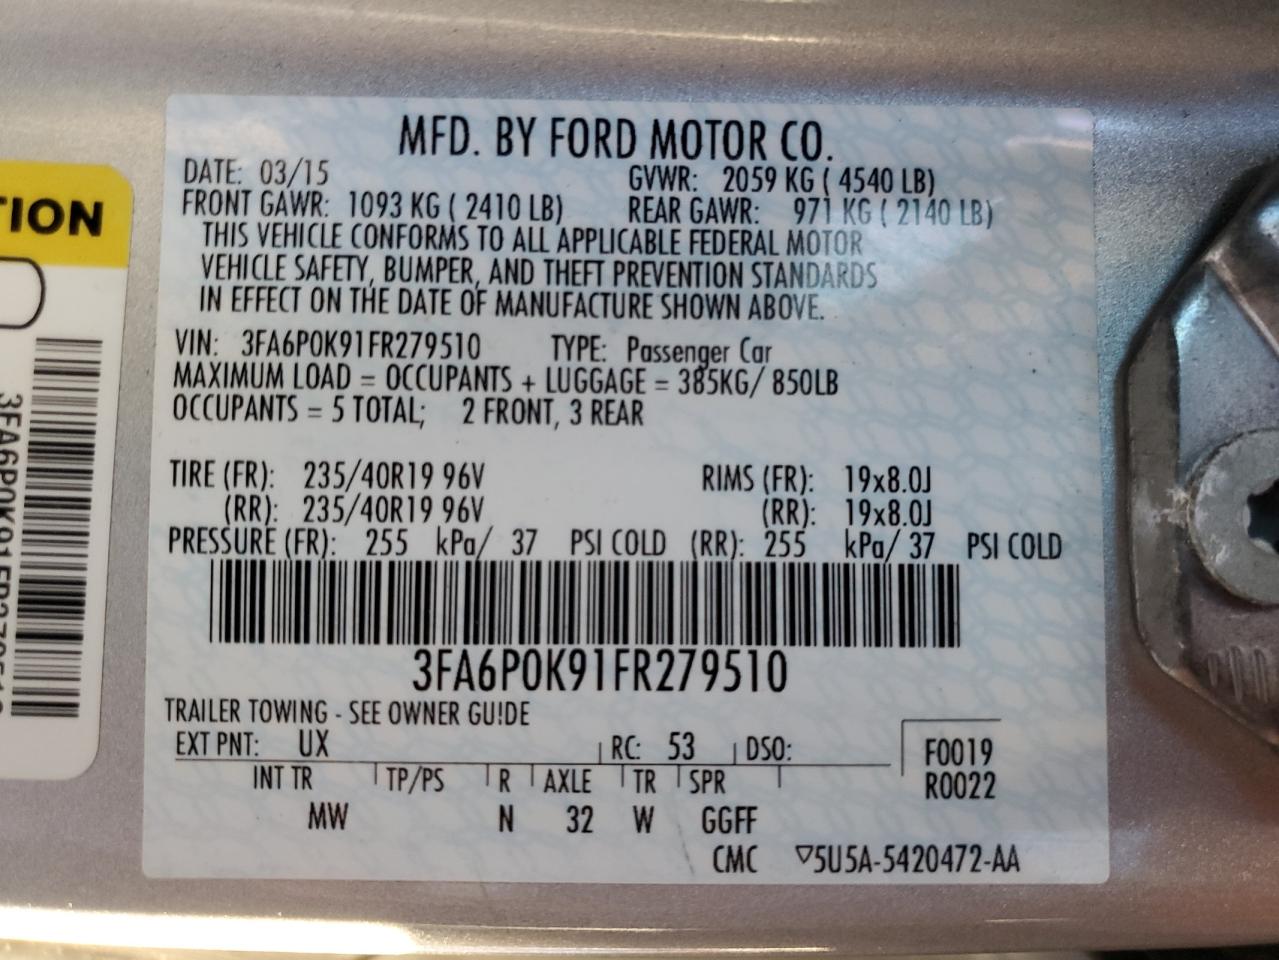 MFD. BY FORD MOTOR CO.
DATE: 03/15 GVWR: 2059 KG ( 4540 LB)
FRONT GAWR: 1093 KG ( 2410 LB) REAR GAWR: 971 KG ( 2140 LB)
THIS VEHICLE CONFORMS TO ALL APPLICABLE FEDERAL MOTOR
VEHICLE SAFETY, BUMPER, AND THEFT PREVENTION STANDARDS
IN EFFECT ON THE DATE OF MANUFACTURE SHOWN ABOVE.
VIN: 3FA6P0K91FR279510 TYPE: Passenger Car
MAXIMUM LOAD = OCCUPANTS + LUGGAGE = 385KG/ 850LB
OCCUPANTS = 5 TOTAL; 2 FRONT, 3 REAR
TIRE (FR): 235/40R19 96V RIMS (FR): 19x8.0J
(RR): 235/40R19 96V (RR): 19x8.0J
PRESSURE (FR): 255 kPa/ 37 PSI COLD (RR): 255 kPa/ 37 PSI COLD
3FA6P0K91FR279510
TRAILER TOWING - SEE OWNER GUIDE
EXT PNT: UX RC: 53 DSO: F0019
INT TR TP/PS R AXLE TR SPR R0022
MW N 32 W GGFF
CMC ▽5U5A-5420472-AA
TION
3FA6P0K91FR279510